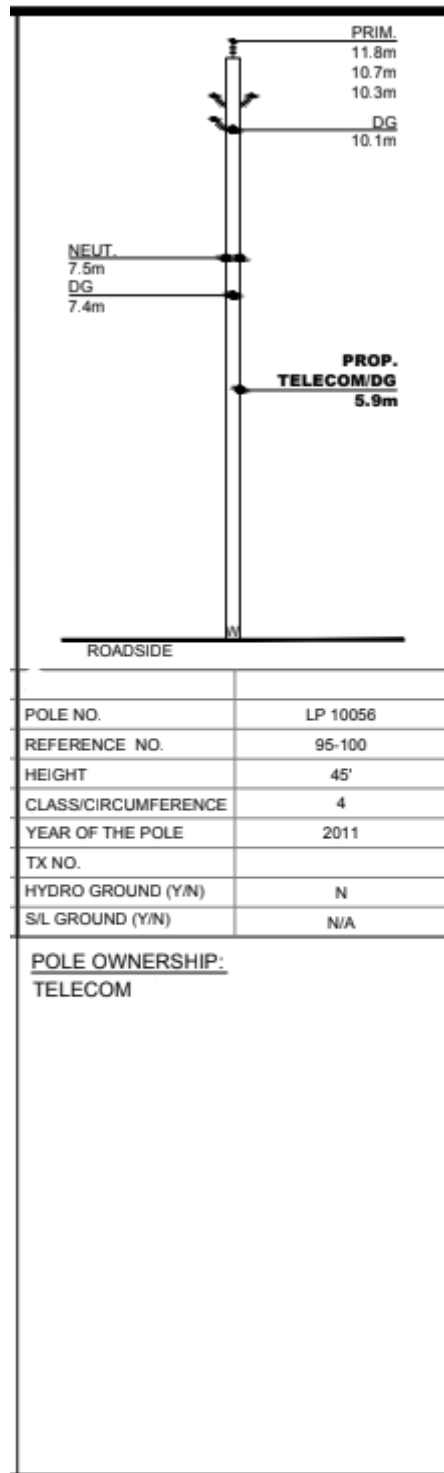 PRIM.
11.8m
10.7m
10.3m
DG
10.1m
NEUT.
7.5m
DG
7.4m
PROP.
TELECOM/DG
5.9m
W
ROADSIDE
POLE NO. LP 10056
REFERENCE NO. 95-100
HEIGHT 45'
CLASS/CIRCUMFERENCE 4
YEAR OF THE POLE 2011
TX NO.
HYDRO GROUND (Y/N) N
S/L GROUND (Y/N) N/A
POLE OWNERSHIP:
TELECOM